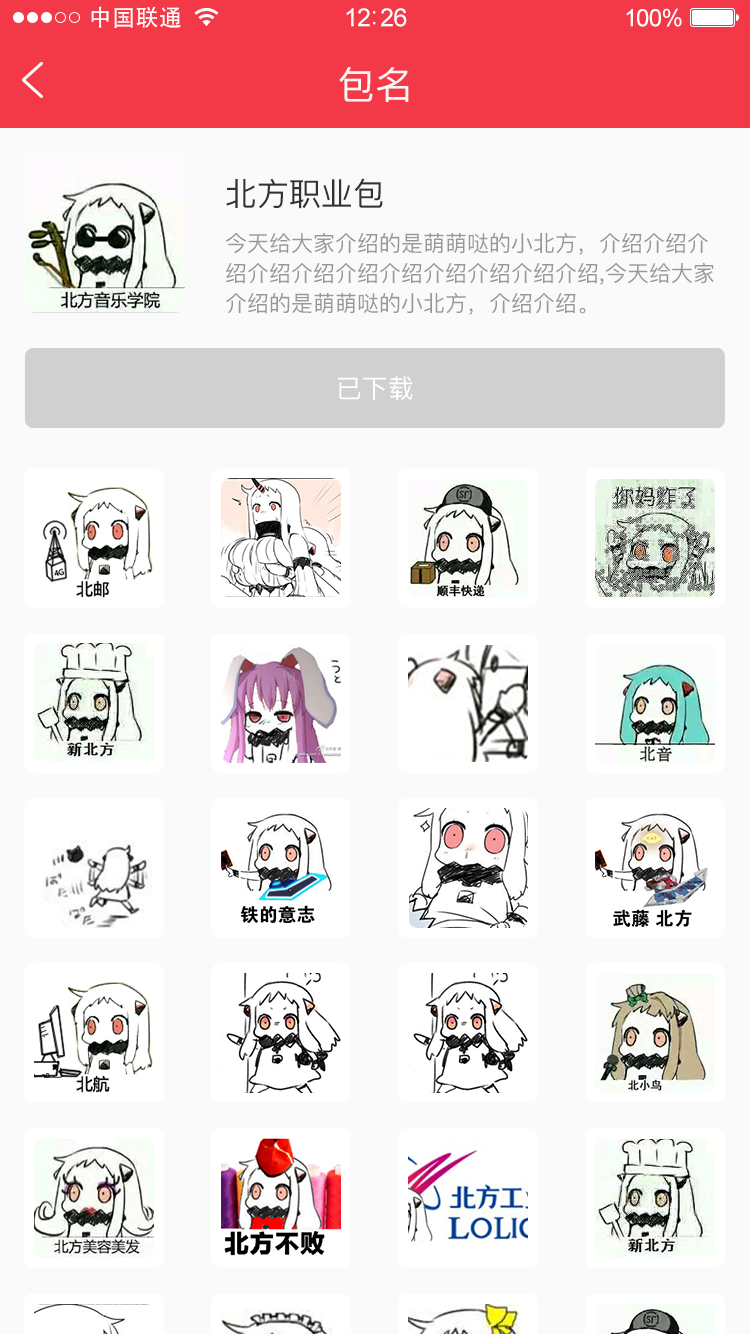 中国联通
12:26
100%
包名
北方职业包
今天给大家介绍的是萌萌哒的小北方，介绍介绍介
绍介绍介绍介绍介绍介绍介绍介绍介绍,今天给大家
介绍的是萌萌哒的小北方，介绍介绍。
北方音乐学院
已下载
4G
北邮
SF
顺丰快递
你妈炸了
新北方
北音
铁的意志
武藤 北方
北航
北小鸟
北方美容美发
北方不败
北方工
LOLIC
新北方
SF